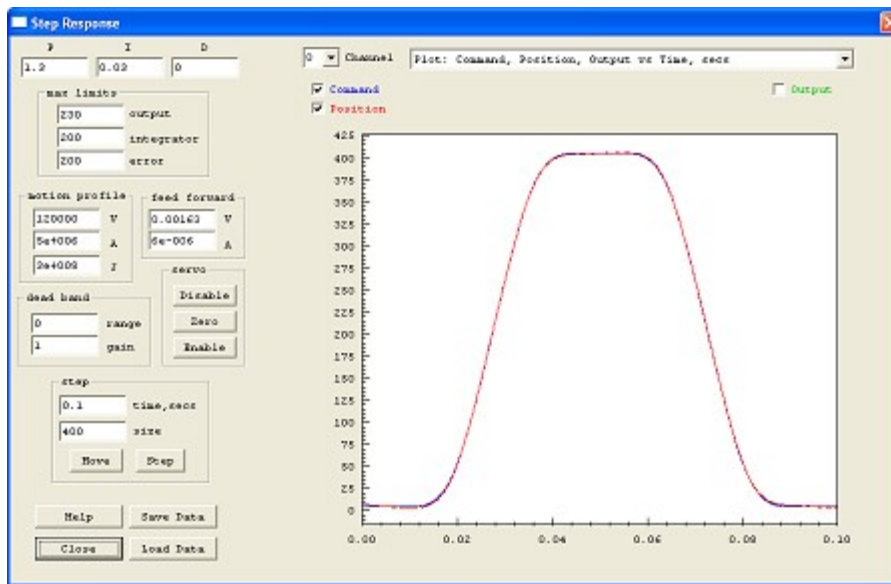 Step Response
P I D
1.2 0.02 0
0 Channel Plot: Command, Position, Output vs Time, secs
Command
Position
Output
max limits
230 output
200 integrator
200 error
motion profile
120000 V
5e+006 A
2e+008 J
feed forward
0.00163 V
6e-006 A
dead band
0 range
1 gain
servo
Disable
Zero
Enable
step
0.1 time,secs
400 size
Move Step
Help Save Data
Close Load Data
425
400
375
350
325
300
275
250
225
200
175
150
125
100
75
50
25
0
0.00 0.02 0.04 0.06 0.08 0.10